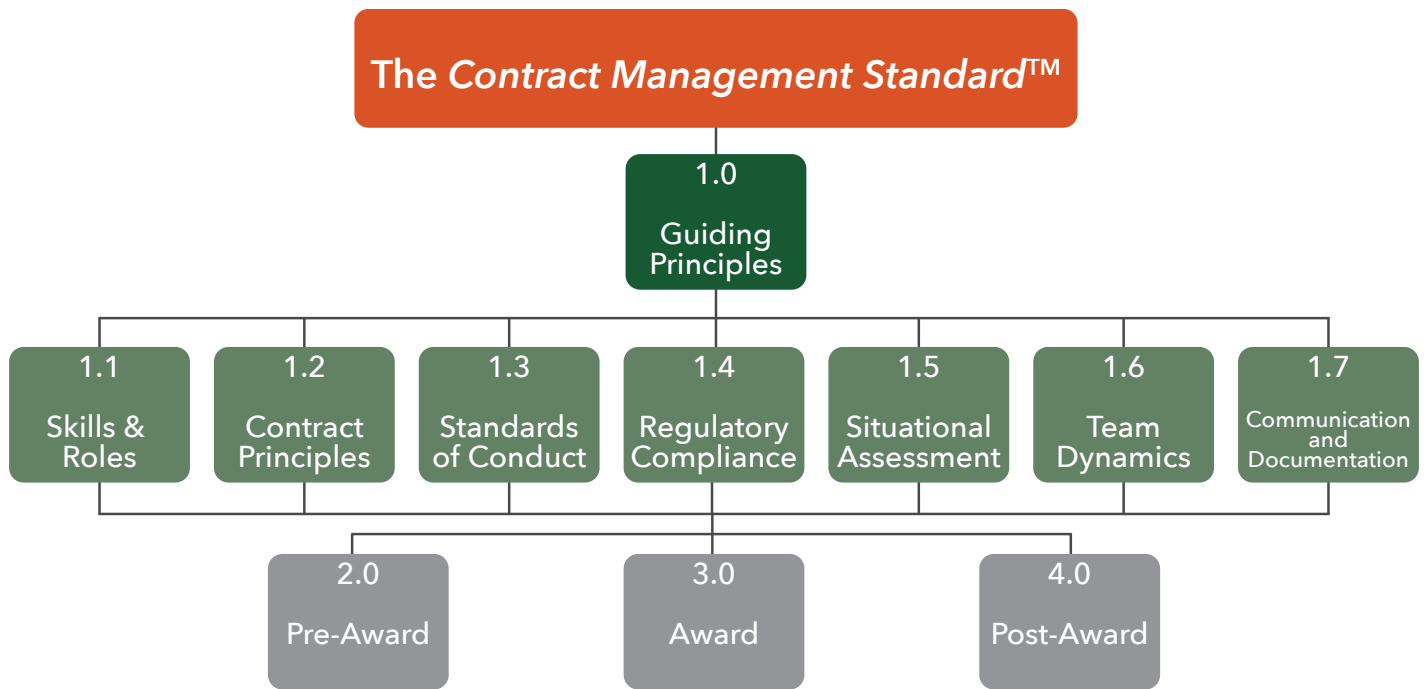 The Contract Management Standard™
1.0
Guiding
Principles
1.1
Skills &
Roles
1.2
Contract
Principles
1.3
Standards
of Conduct
1.4
Regulatory
Compliance
1.5
Situational
Assessment
1.6
Team
Dynamics
1.7
Communication
and
Documentation
2.0
Pre-Award
3.0
Award
4.0
Post-Award